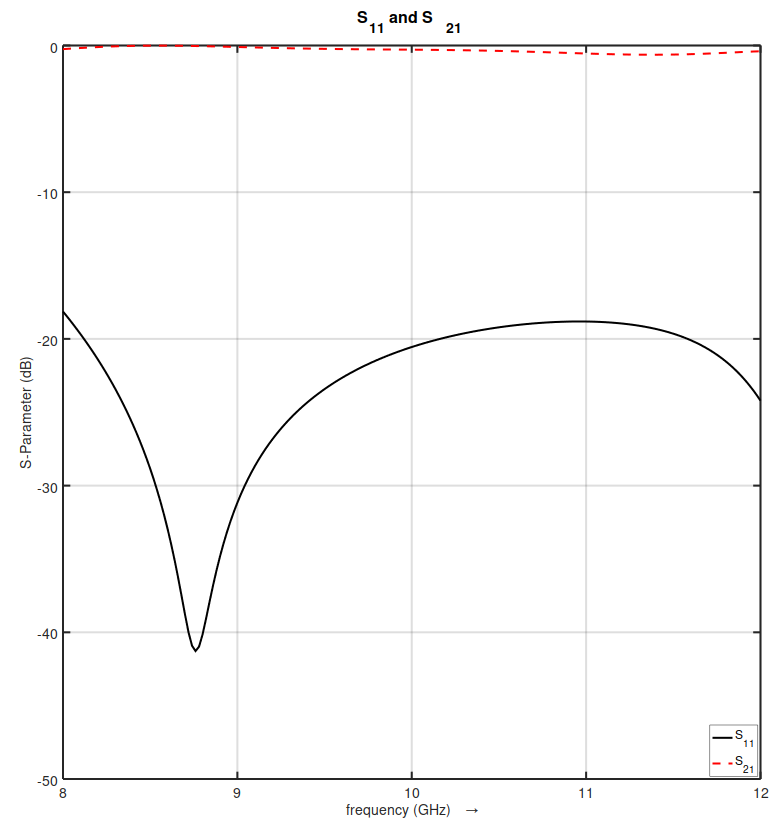 S11 and S 21
0
-10
-20
-30
-40
-50
S-Parameter (dB)
8
9
10
11
12
frequency (GHz) →
S11
S21